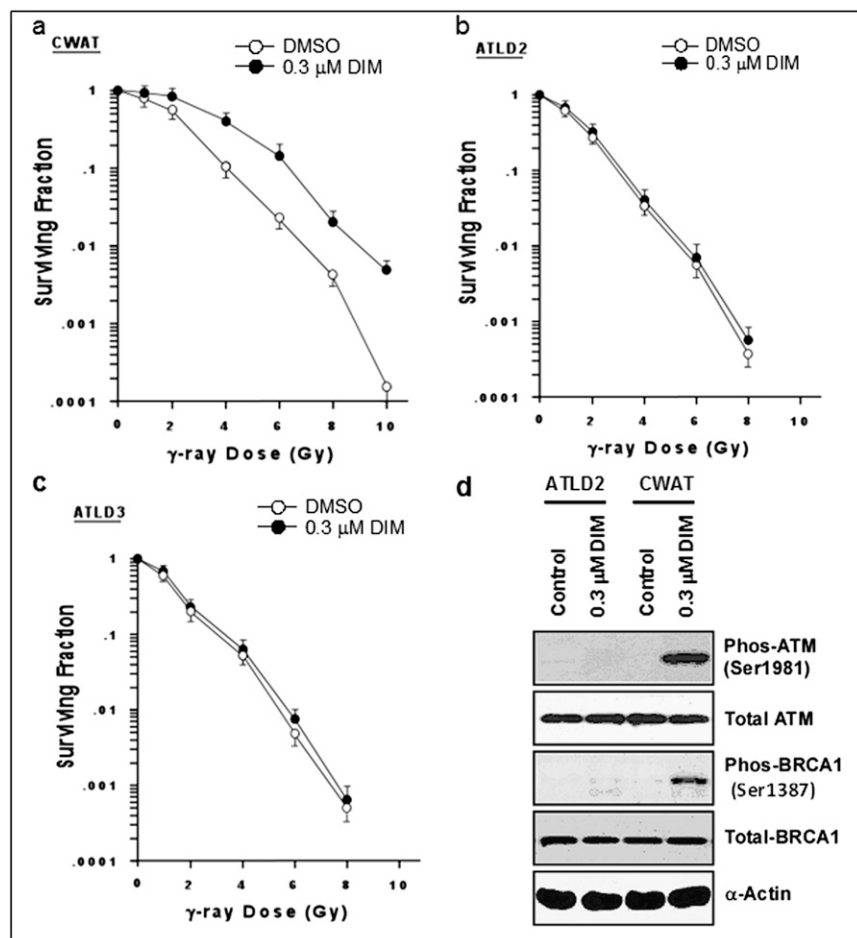 a
CWAT
DMSO
0.3 μM DIM
1
.1
.01
.001
.0001
Surviving Fraction
0 2 4 6 8 10
γ-ray Dose (Gy)
b
ATLD2
DMSO
0.3 μM DIM
1
.1
.01
.001
.0001
Surviving Fraction
0 2 4 6 8 10
γ-ray Dose (Gy)
c
ATLD3
DMSO
0.3 μM DIM
1
.1
.01
.001
.0001
Surviving Fraction
0 2 4 6 8 10
γ-ray Dose (Gy)
d
ATLD2 CWAT
Control
0.3 μM DIM
Control
0.3 μM DIM
Phos-ATM
(Ser1981)
Total ATM
Phos-BRCA1
(Ser1387)
Total-BRCA1
α-Actin